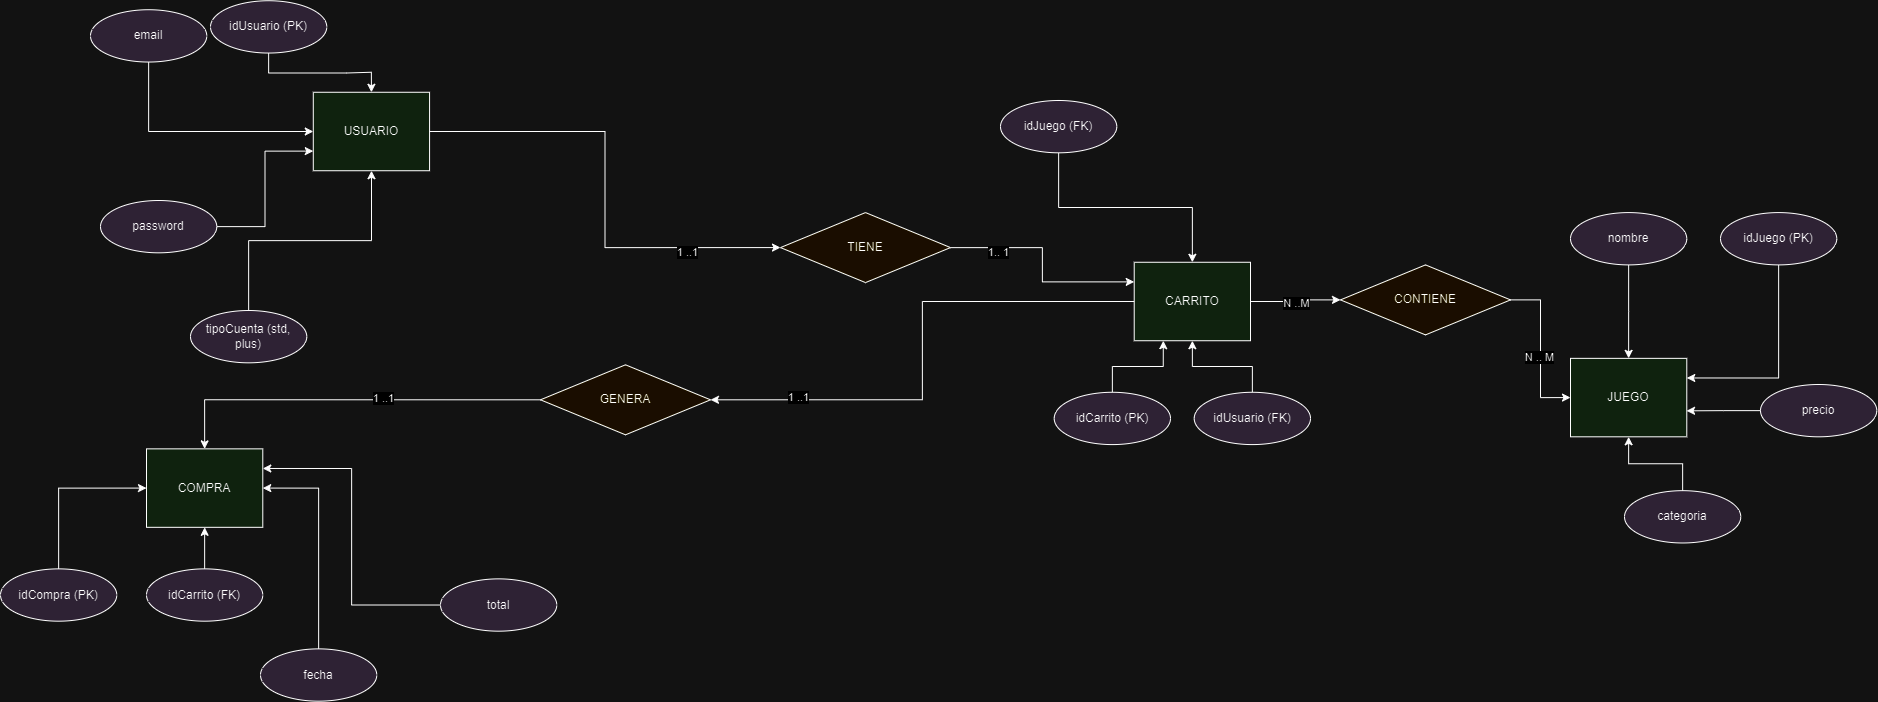 email
idUsuario (PK)
USUARIO
idJuego (FK)
password
TIENE
1 ..1
1.. 1
nombre
idJuego (PK)
CARRITO
CONTIENE
N ..M
tipoCuenta (std,
plus)
N .. M
GENERA
1 ..1
1 ..1
JUEGO
idCarrito (PK)
idUsuario (FK)
precio
COMPRA
categoria
idCompra (PK)
idCarrito (FK)
total
fecha